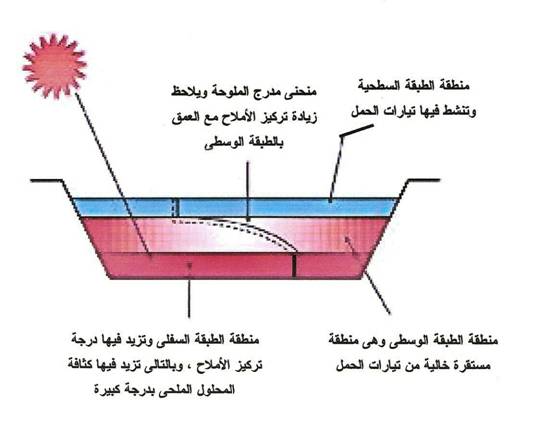 منطقة الطبقة السطحية
وتنشط فيها تيارات الحمل
منحنى مدرج الملوحة ويلاحظ
زيادة تركيز الأملاح مع العمق
بالطبقة الوسطى
منطقة الطبقة الوسطى وهى منطقة
مستقرة خالية من تيارات الحمل
منطقة الطبقة السفلى وتزيد فيها درجة
تركيز الأملاح ، وبالتالى تزيد فيها كثافة
المحلول الملحى بدرجة كبيرة